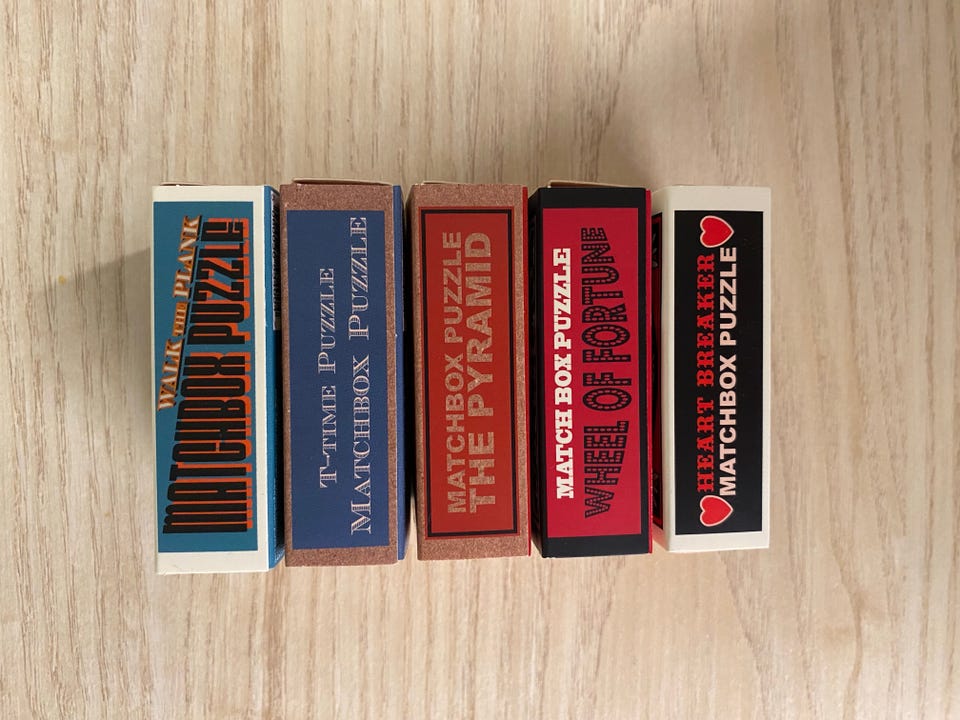 WALK THE PLANK
MATCHBOX PUZZLE
T-TIME PUZZLE
MATCHBOX PUZZLE
MATCHBOX PUZZLE
THE PYRAMID
MATCH BOX PUZZLE
WHEEL OF FORTUNE
HEART BREAKER
MATCHBOX PUZZLE